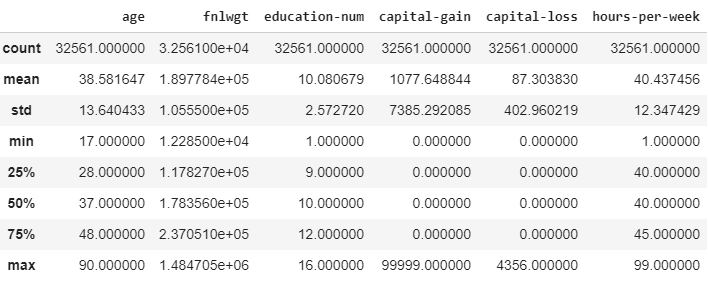 age fnlwgt education-num capital-gain capital-loss hours-per-week
count 32561.000000 3.256100e+04 32561.000000 32561.000000 32561.000000 32561.000000
mean 38.581647 1.897784e+05 10.080679 1077.648844 87.303830 40.437456
std 13.640433 1.055500e+05 2.572720 7385.292085 402.960219 12.347429
min 17.000000 1.228500e+04 1.000000 0.000000 0.000000 1.000000
25% 28.000000 1.178270e+05 9.000000 0.000000 0.000000 40.000000
50% 37.000000 1.783560e+05 10.000000 0.000000 0.000000 40.000000
75% 48.000000 2.370510e+05 12.000000 0.000000 0.000000 45.000000
max 90.000000 1.484705e+06 16.000000 99999.000000 4356.000000 99.000000